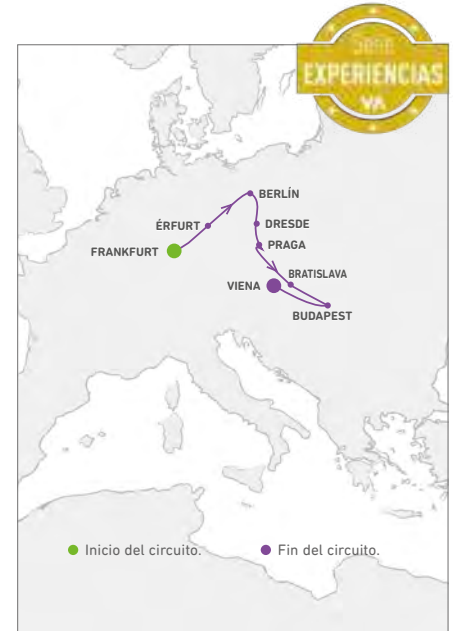 Serie
EXPERIENCIAS
VA
BERLÍN
ÉRFURT
DRESDE
FRANKFURT
PRAGA
BRATISLAVA
VIENA
BUDAPEST
Inicio del circuito.
Fin del circuito.